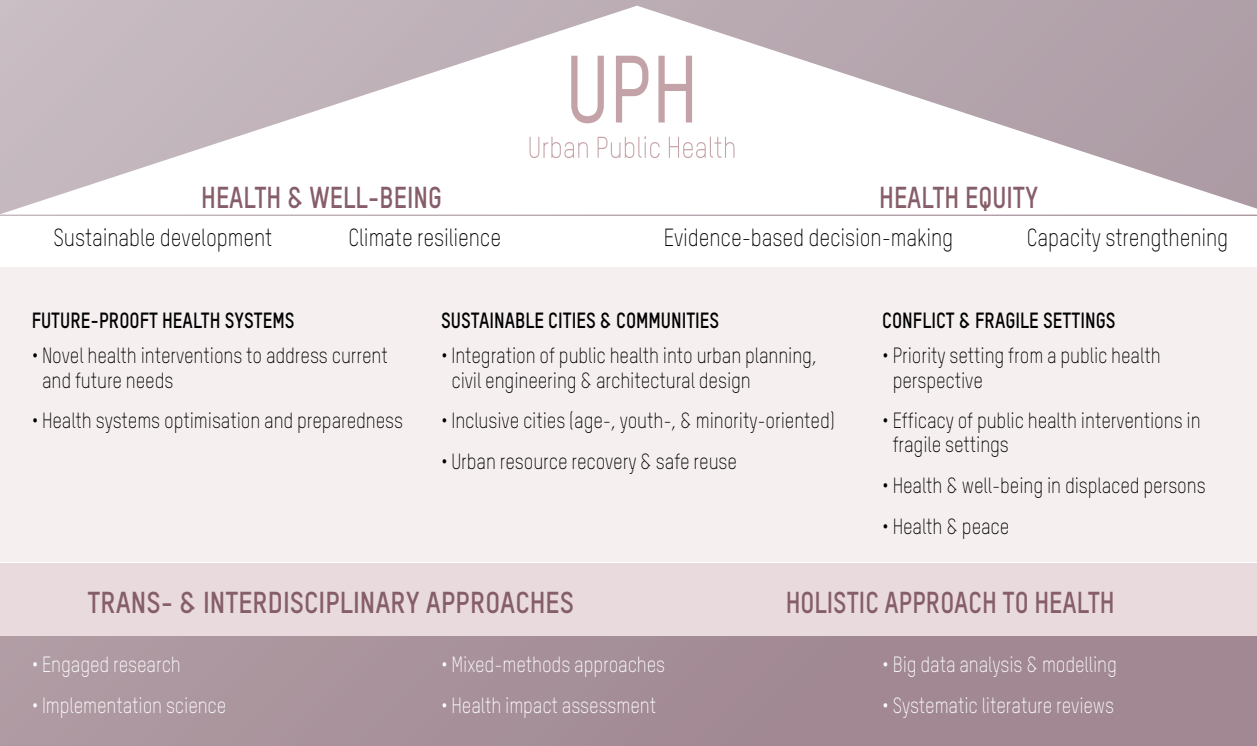 UPH
Urban Public Health
HEALTH & WELL-BEING
HEALTH EQUITY
Sustainable development
Climate resilience
Evidence-based decision-making
Capacity strengthening
FUTURE-PROOFT HEALTH SYSTEMS
• Novel health interventions to address current
and future needs
• Health systems optimisation and preparedness
SUSTAINABLE CITIES & COMMUNITIES
• Integration of public health into urban planning,
civil engineering & architectural design
• Inclusive cities (age-, youth-, & minority-oriented)
• Urban resource recovery & safe reuse
CONFLICT & FRAGILE SETTINGS
• Priority setting from a public health
perspective
• Efficacy of public health interventions in
fragile settings
• Health & well-being in displaced persons
• Health & peace
TRANS- & INTERDISCIPLINARY APPROACHES
HOLISTIC APPROACH TO HEALTH
• Engaged research
• Implementation science
• Mixed-methods approaches
• Health impact assessment
• Big data analysis & modelling
• Systematic literature reviews